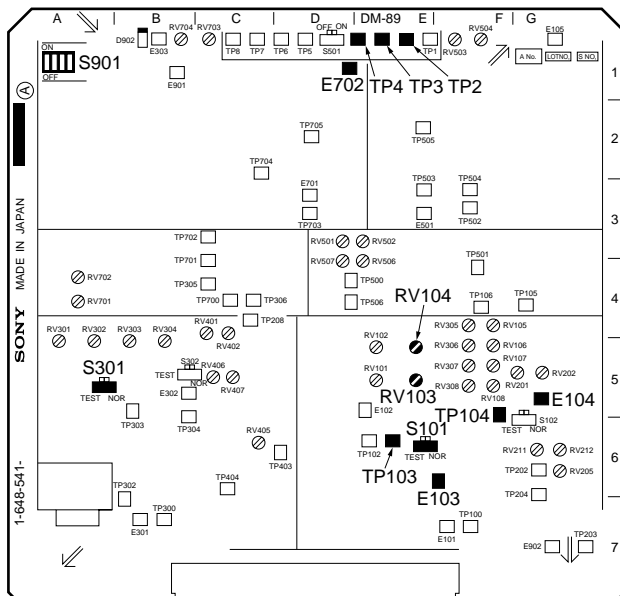 A B C D DM-89 E F G
RV704 RV703 OFF ON RV504 E105
D902 E303 TP8 TP7 TP6 TP5 S501 TP1 RV503
ON
S901
OFF
E901 E702 TP4 TP3 TP2 A No. LOTNO. S NO.
1
A
TP705 TP505 2
TP704
TP503 TP504
E701
TP703 E501 TP502 3
TP702 RV501 RV502
TP701 RV507 RV506 TP501
RV702 TP305 TP500
RV701 TP700 TP306 TP506 TP106 TP105 4
TP208 RV104
RV301 RV302 RV303 RV304 RV401 RV402 RV102 RV305 RV105
RV306 RV106
S301 S302 RV406 RV101 RV307 RV107 RV202 5
TEST NOR TEST NOR RV407 RV103 RV308 RV201
E302 RV108 E104
TP303 TP304 E102 TP104 S102
RV405 S101 TEST NOR
TP403 TP102 TEST NOR RV211 RV212 6
TP103 TP202 RV205
TP302 TP404 E103 TP204
E301 TP300 E101 TP100 E902 TP203 7
SONY MADE IN JAPAN
1-648-541-